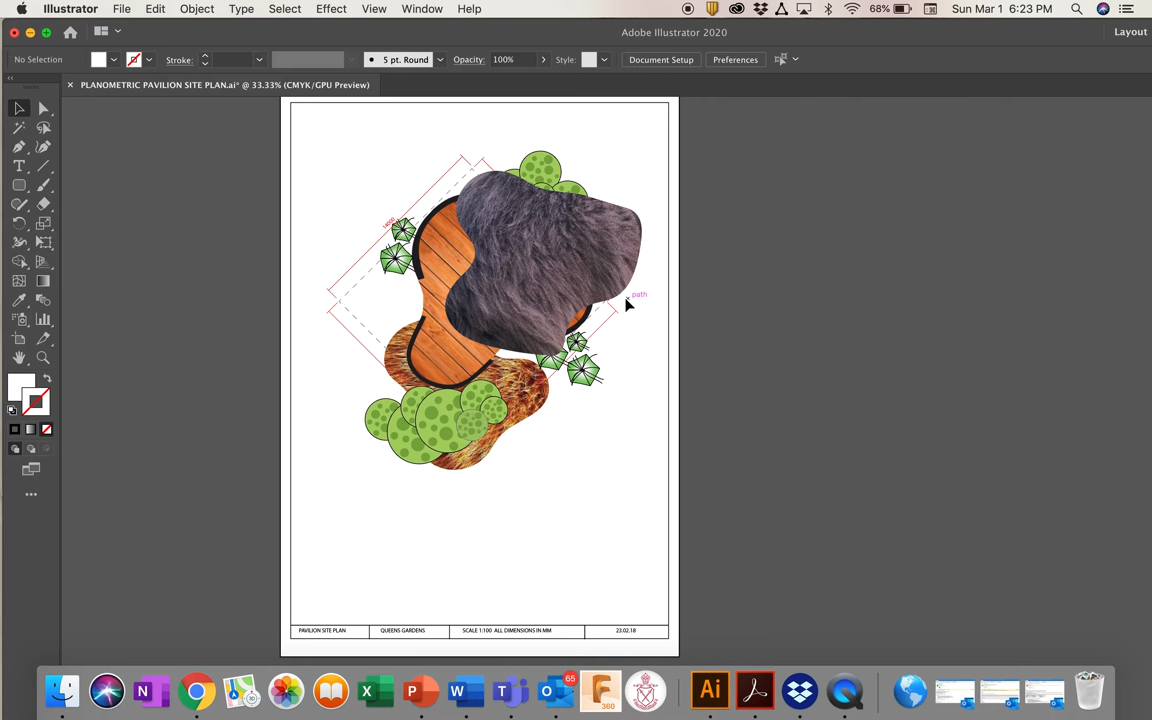 Illustrator File Edit Object Type Select Effect View Window Help 68% Sun Mar 1 6:23 PM
Adobe Illustrator 2020 Layout
No Selection Stroke: 5 pt. Round Opacity: 100% Style: Document Setup Preferences
PLANOMETRIC PAVILION SITE PLAN.ai* @ 33.33% (CMYK/GPU Preview)
14000
path
PAVILION SITE PLAN QUEENS GARDENS SCALE 1:100 ALL DIMENSIONS IN MM 23.02.18
65
360
Ai